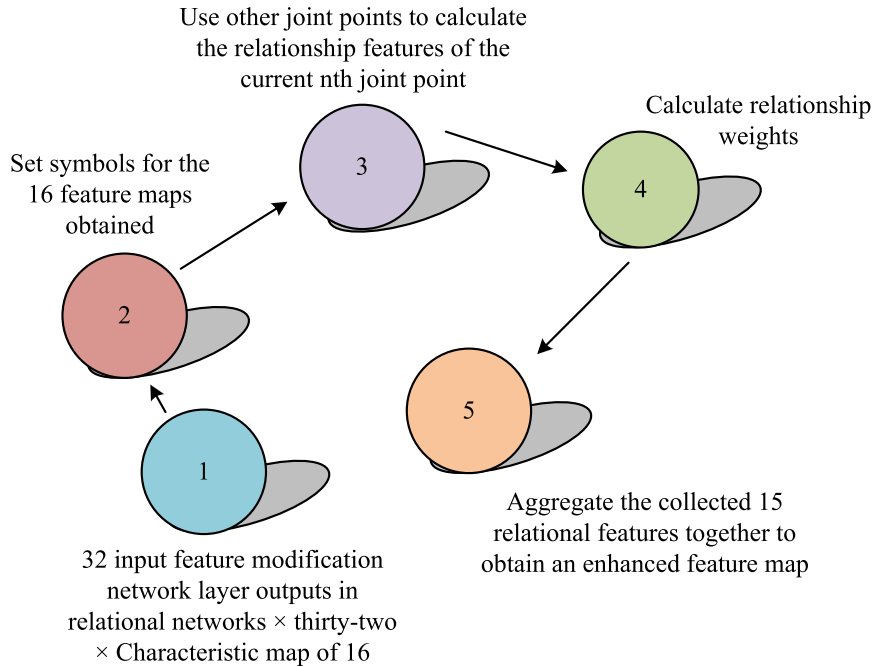 Use other joint points to calculate
the relationship features of the
current nth joint point
3
Calculate relationship
weights
4
Set symbols for the
16 feature maps
obtained
2
5
1
Aggregate the collected 15
relational features together to
obtain an enhanced feature map
32 input feature modification
network layer outputs in
relational networks × thirty-two
× Characteristic map of 16